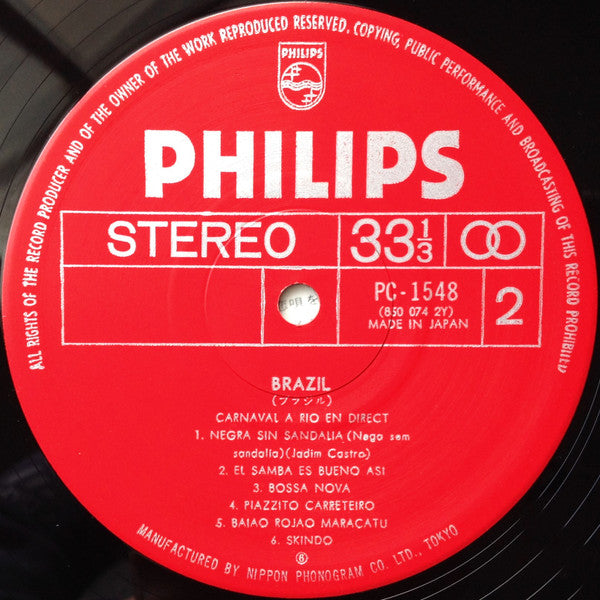 ALL RIGHTS OF THE RECORD PRODUCER AND OF THE OWNER OF THE WORK REPRODUCED RESERVED. COPYING, PUBLIC PERFORMANCE AND BROADCASTING OF THIS RECORD PROHIBITED
PHILIPS
PHILIPS
STEREO 33 1/3
PC-1548
(850 074 2Y)
MADE IN JAPAN
2
BRAZIL
(ブラジル)
CARNAVAL A RIO EN DIRECT
1. NEGRA SIN SANDALIA (Nega sem
sandalia) (Jadim Castro)
2. EL SAMBA ES BUENO ASI
3. BOSSA NOVA
4. PIAZZITO CARRETEIRO
5. BAIAO ROJAO MARACATU
6. SKINDO
⑥
MANUFACTURED BY NIPPON PHONOGRAM CO. LTD., TOKYO